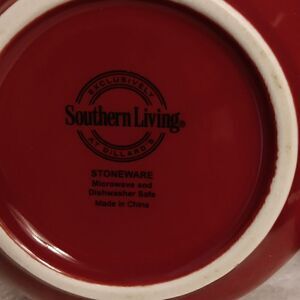 EXCLUSIVELY
Southern Living®
AT DILLARD'S
STONEWARE
Microwave and
Dishwasher Safe
Made in China